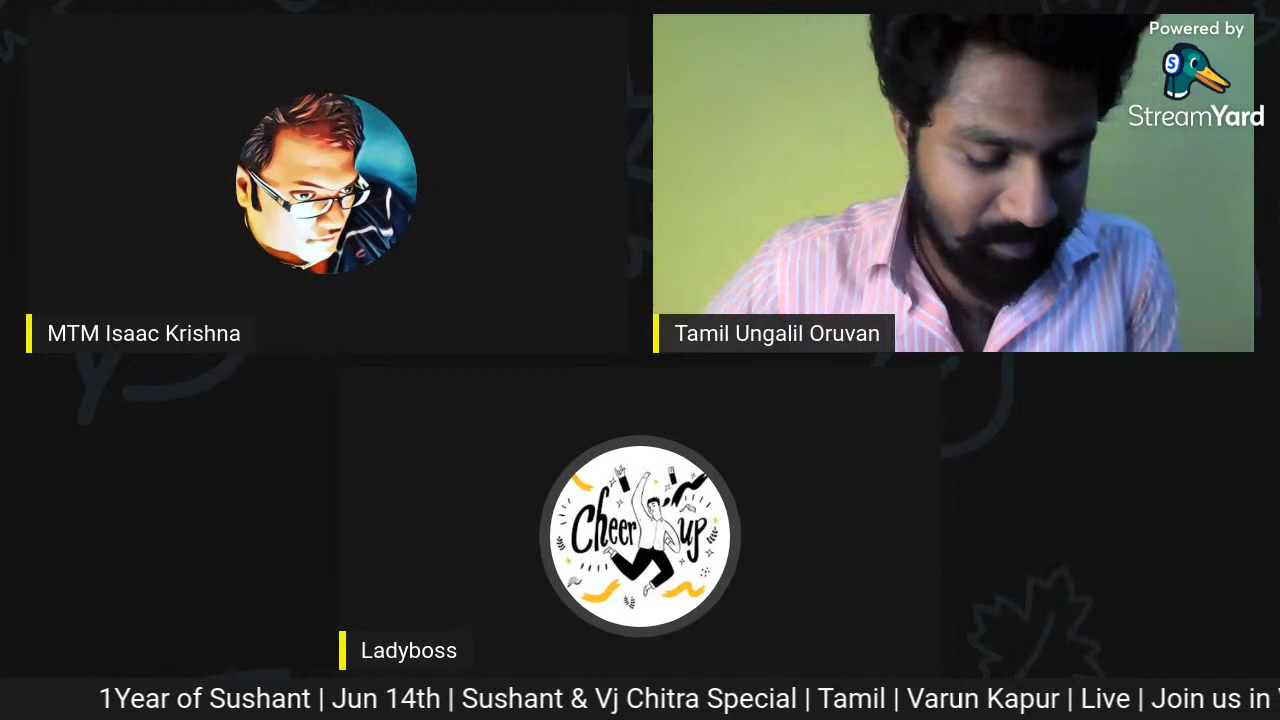 Powered by
S
StreamYard
MTM Isaac Krishna
Tamil Ungalil Oruvan
Cheer up
Ladyboss
1Year of Sushant | Jun 14th | Sushant & Vj Chitra Special | Tamil | Varun Kapur | Live | Join us in